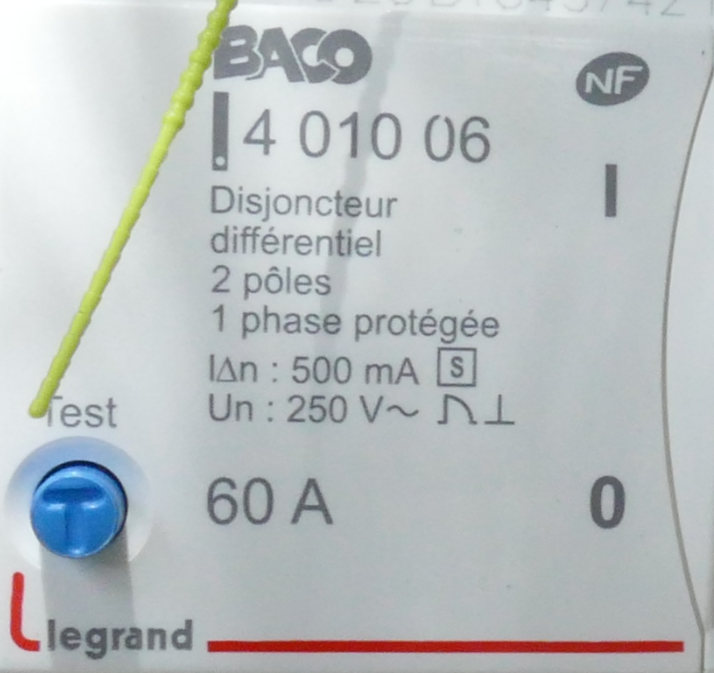 BACO
NF
4 010 06
I
Disjoncteur
différentiel
2 pôles
1 phase protégée
IΔn : 500 mA S
Un : 250 V~
Test
60 A
0
legrand